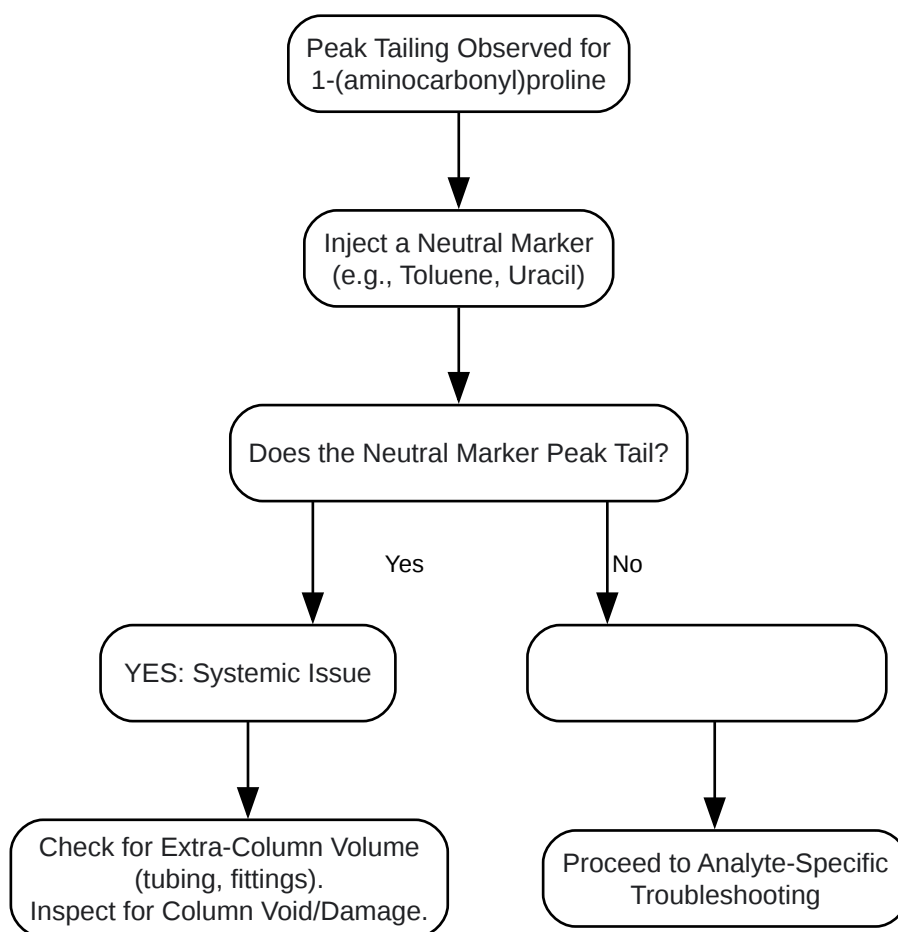 Peak Tailing Observed for
1-(aminocarbonyl)proline
Inject a Neutral Marker
(e.g., Toluene, Uracil)
Does the Neutral Marker Peak Tail?
Yes
No
YES: Systemic Issue
Check for Extra-Column Volume
(tubing, fittings).
Inspect for Column Void/Damage.
Proceed to Analyte-Specific
Troubleshooting